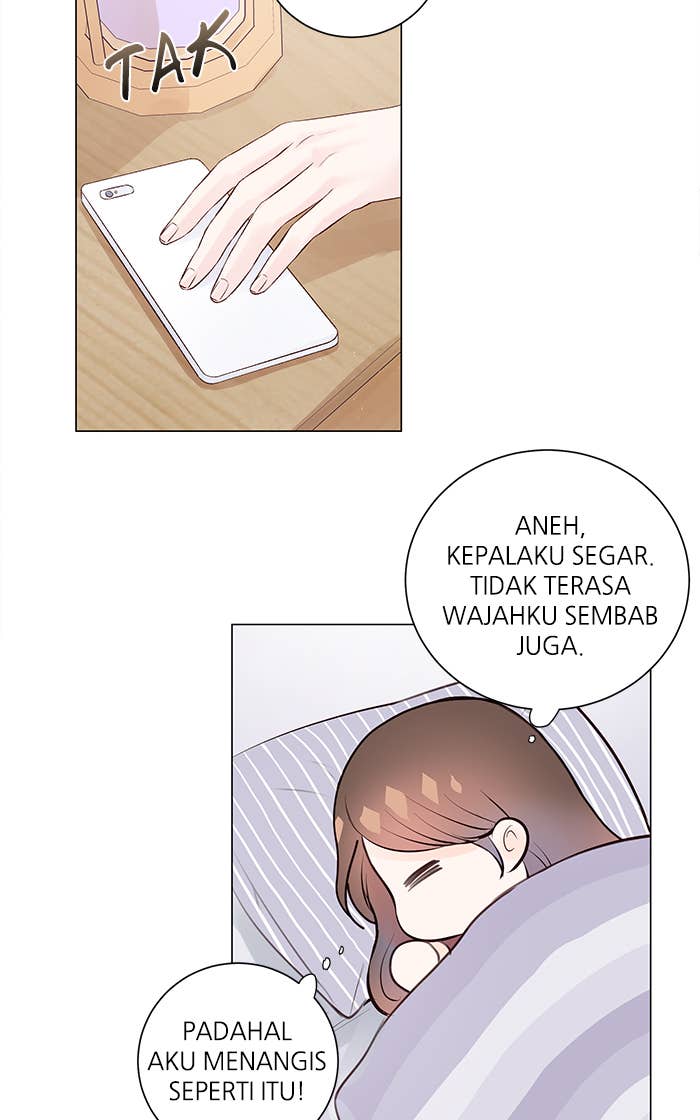 TAK
ANEH,
KEPALAKU SEGAR.
TIDAK TERASA
WAJAHKU SEMBAB
JUGA.
PADAHAL
AKU MENANGIS
SEPERTI ITU!